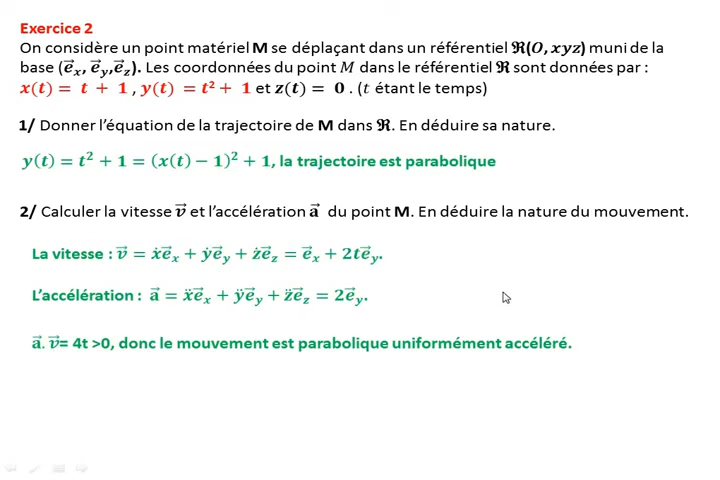 Exercice 2
On considère un point matériel M se déplaçant dans un référentiel ℜ(O, xyz) muni de la
base (e⃗x, e⃗y, e⃗z). Les coordonnées du point M dans le référentiel ℜ sont données par :
x(t) = t + 1 , y(t) = t² + 1 et z(t) = 0 . (t étant le temps)
1/ Donner l'équation de la trajectoire de M dans ℜ. En déduire sa nature.
y(t) = t² + 1 = (x(t) − 1)² + 1, la trajectoire est parabolique
2/ Calculer la vitesse v⃗ et l'accélération a⃗ du point M. En déduire la nature du mouvement.
La vitesse : v⃗ = ẋe⃗x + ẏe⃗y + że⃗z = e⃗x + 2te⃗y.
L'accélération : a⃗ = ẍe⃗x + ÿe⃗y + z̈e⃗z = 2e⃗y.
a⃗. v⃗= 4t >0, donc le mouvement est parabolique uniformément accéléré.